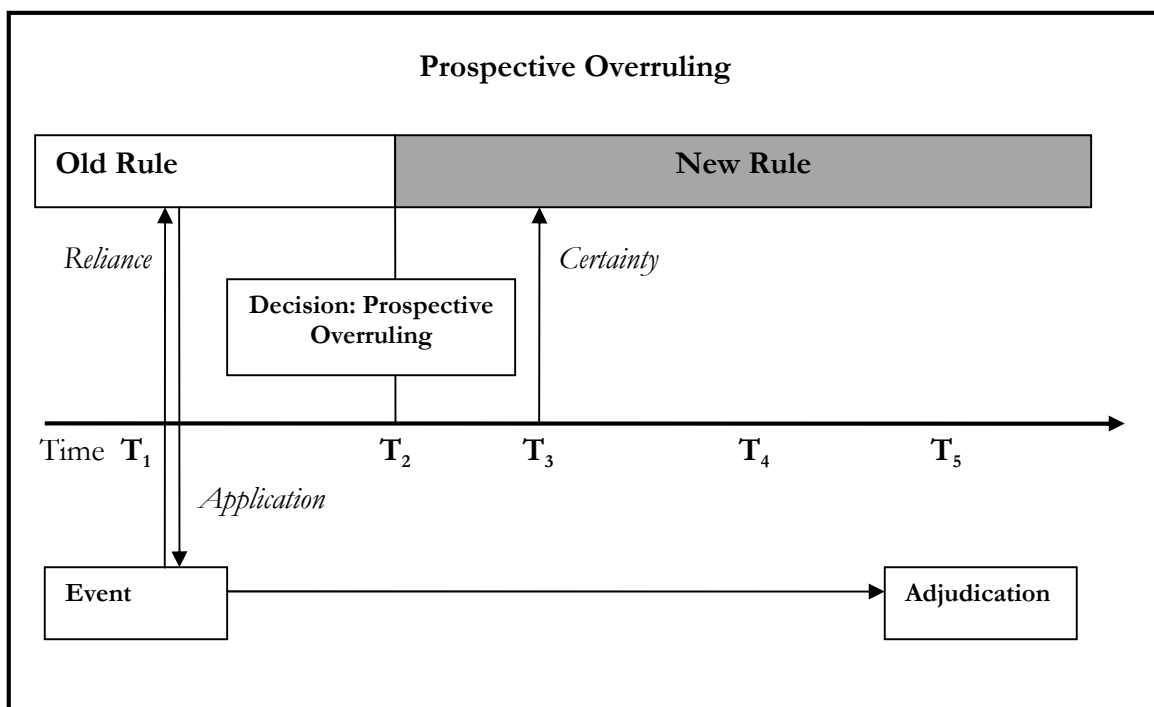 Prospective Overruling
Old Rule
New Rule
Reliance
Certainty
Decision: Prospective
Overruling
Time T₁ T₂ T₃ T₄ T₅
Application
Event
Adjudication